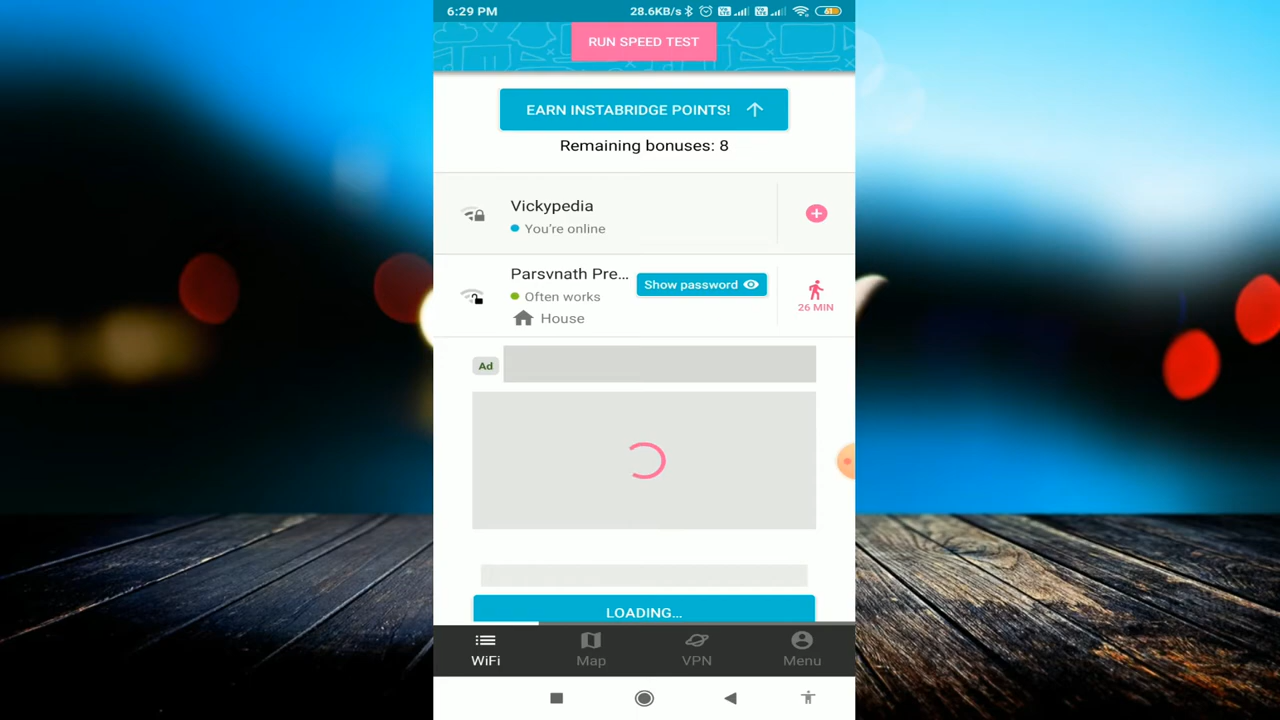 6:29 PM
28.6KB/s
RUN SPEED TEST
EARN INSTABRIDGE POINTS!
Remaining bonuses: 8
Vickypedia
You're online
Parsvnath Pre...
Show password
Often works
26 MIN
House
Ad
LOADING...
WiFi
Map
VPN
Menu